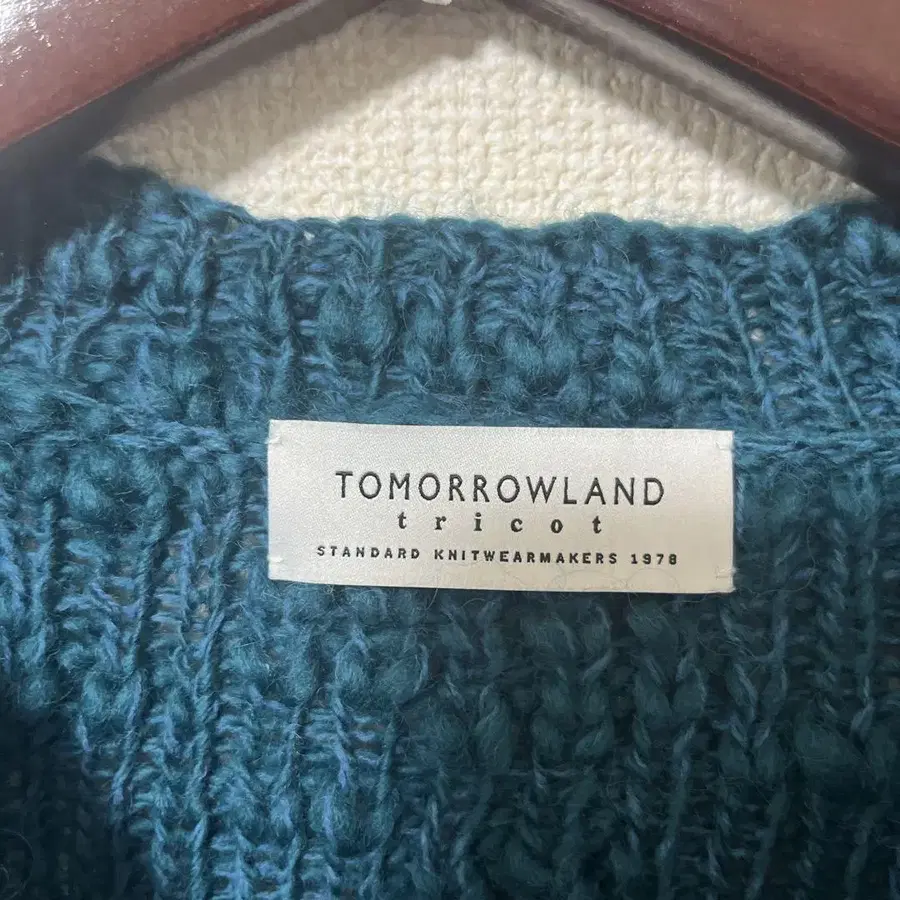 TOMORROWLAND
tricot
STANDARD KNITWEARMAKERS 1978